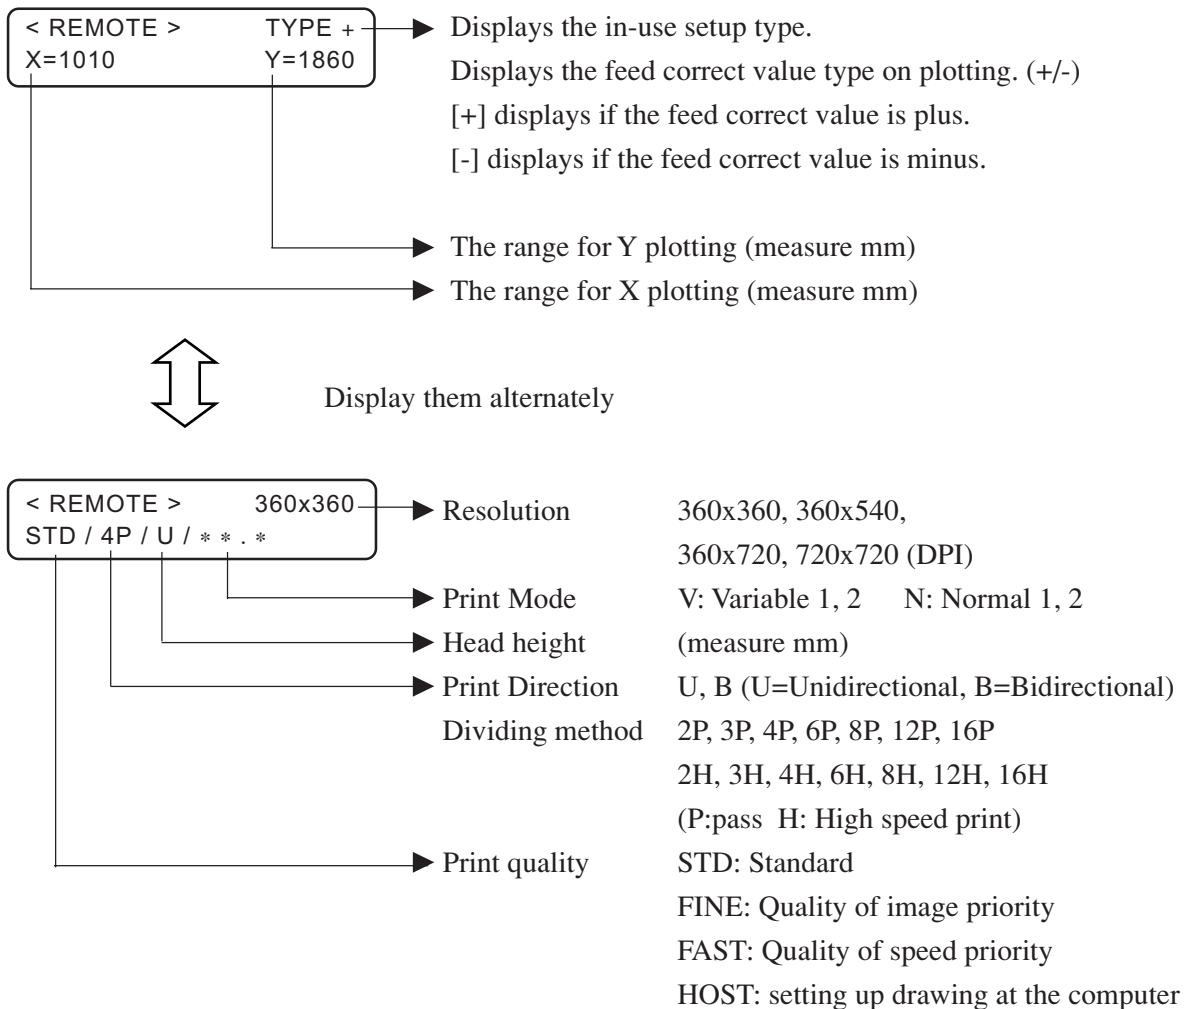 < REMOTE > TYPE +
X=1010 Y=1860
Displays the in-use setup type.
Displays the feed correct value type on plotting. (+/-)
[+] displays if the feed correct value is plus.
[-] displays if the feed correct value is minus.
The range for Y plotting (measure mm)
The range for X plotting (measure mm)
Display them alternately
< REMOTE > 360x360
STD / 4P / U / * * . *
Resolution 360x360, 360x540,
360x720, 720x720 (DPI)
Print Mode V: Variable 1, 2 N: Normal 1, 2
Head height (measure mm)
Print Direction U, B (U=Unidirectional, B=Bidirectional)
Dividing method 2P, 3P, 4P, 6P, 8P, 12P, 16P
2H, 3H, 4H, 6H, 8H, 12H, 16H
(P:pass H: High speed print)
Print quality STD: Standard
FINE: Quality of image priority
FAST: Quality of speed priority
HOST: setting up drawing at the computer